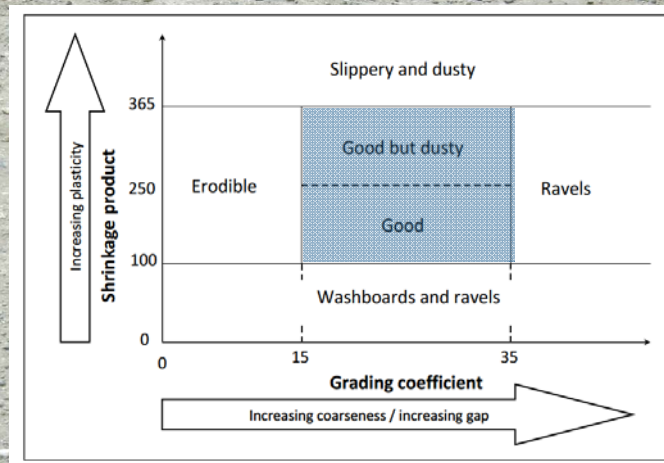 Slippery and dusty
365
Good but dusty
250
Erodible
Ravels
Good
100
Washboards and ravels
0
0
15
35
Grading coefficient
Increasing coarseness / increasing gap
Increasing plasticity
Shrinkage product